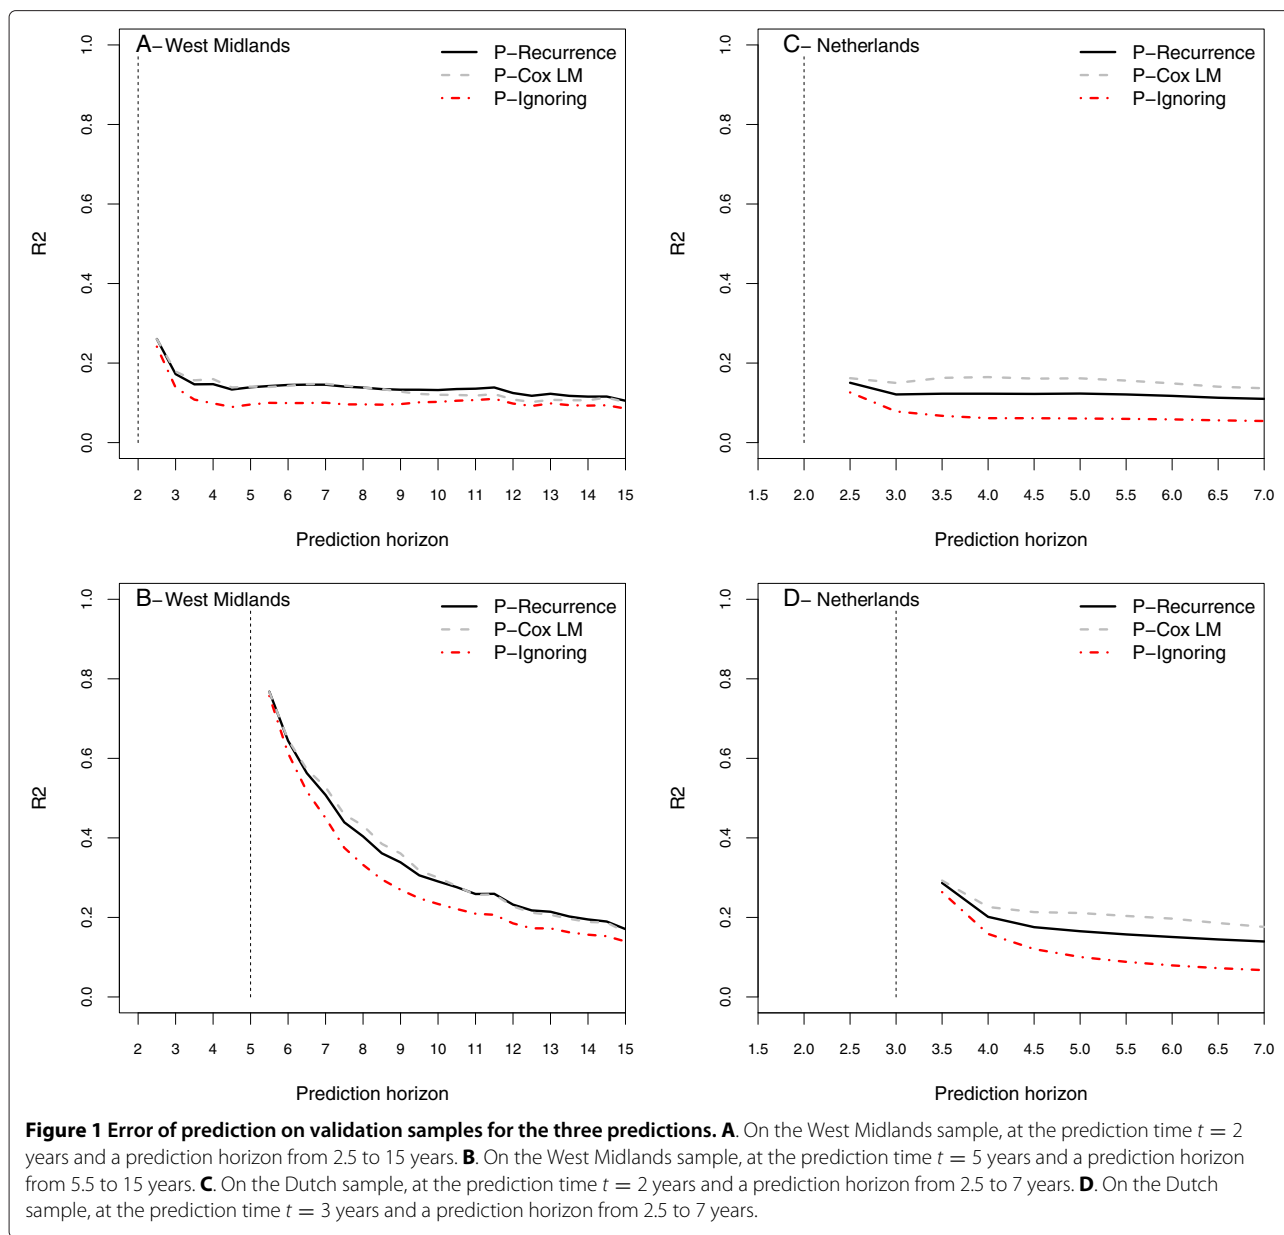 A− West Midlands
P−Recurrence
P−Cox LM
P−Ignoring
1.0
0.8
0.6
0.4
0.2
0.0
R2
2 3 4 5 6 7 8 9 10 11 12 13 14 15
Prediction horizon
C− Netherlands
P−Recurrence
P−Cox LM
P−Ignoring
1.0
0.8
0.6
0.4
0.2
0.0
R2
1.5 2.0 2.5 3.0 3.5 4.0 4.5 5.0 5.5 6.0 6.5 7.0
Prediction horizon
B− West Midlands
P−Recurrence
P−Cox LM
P−Ignoring
1.0
0.8
0.6
0.4
0.2
0.0
R2
2 3 4 5 6 7 8 9 10 11 12 13 14 15
Prediction horizon
D− Netherlands
P−Recurrence
P−Cox LM
P−Ignoring
1.0
0.8
0.6
0.4
0.2
0.0
R2
1.5 2.0 2.5 3.0 3.5 4.0 4.5 5.0 5.5 6.0 6.5 7.0
Prediction horizon
Figure 1 Error of prediction on validation samples for the three predictions. A. On the West Midlands sample, at the prediction time t = 2
years and a prediction horizon from 2.5 to 15 years. B. On the West Midlands sample, at the prediction time t = 5 years and a prediction horizon
from 5.5 to 15 years. C. On the Dutch sample, at the prediction time t = 2 years and a prediction horizon from 2.5 to 7 years. D. On the Dutch
sample, at the prediction time t = 3 years and a prediction horizon from 2.5 to 7 years.